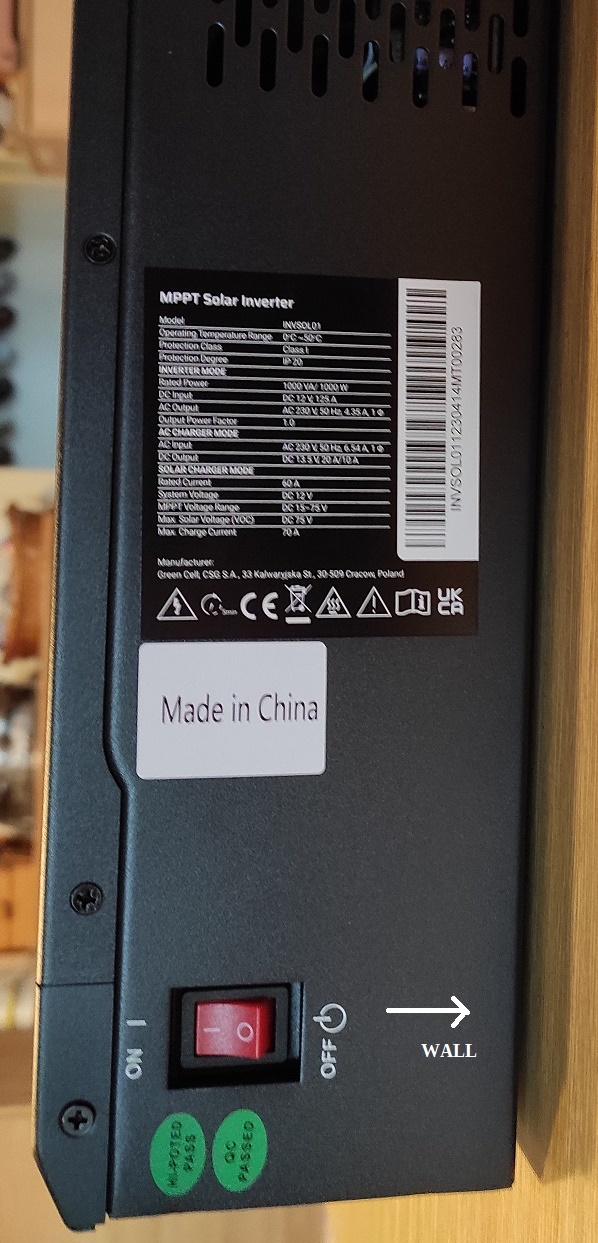 MPPT Solar Inverter
Model INVSOL01
Operating Temperature Range 0°C ~50°C
Protection Class Class I
Protection Degree IP 20
INVERTER MODE
Rated Power 1000 VA/ 1000 W
DC Input DC 12 V, 125 A
AC Output AC 230 V, 50 Hz, 4.35 A, 1 Φ
Output Power Factor 1.0
AC CHARGER MODE
AC Input AC 230 V, 50 Hz, 6.54 A, 1 Φ
DC Output DC 13.5 V, 20 A/10 A
SOLAR CHARGER MODE
Rated Current 60 A
System Voltage DC 12 V
MPPT Voltage Range DC 15~75 V
Max. Solar Voltage (VOC) DC 75 V
Max. Charge Current 70 A
Manufacturer:
Green Cell, CSG S.A., 33 Kalwaryjska St., 30-509 Cracow, Poland
CE
UK
CA
INVSOL011230414MT00283
Made in China
ON I
I O
OFF
WALL
HI-POTED
PASS
QC
PASSED